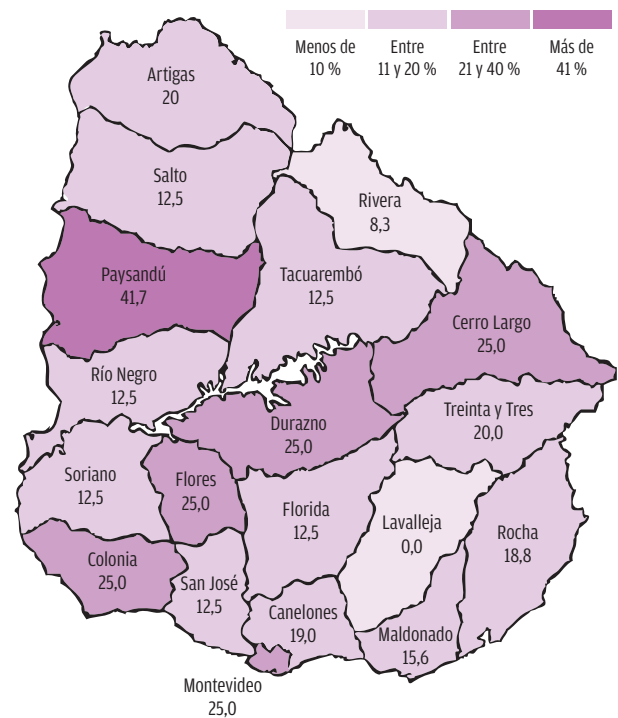 Menos de
10 %
Entre
11 y 20 %
Entre
21 y 40 %
Más de
41 %
Artigas
20
Salto
12,5
Rivera
8,3
Paysandú
41,7
Tacuarembó
12,5
Cerro Largo
25,0
Río Negro
12,5
Treinta y Tres
20,0
Durazno
25,0
Soriano
12,5
Flores
25,0
Florida
12,5
Lavalleja
0,0
Rocha
18,8
Colonia
25,0
San José
12,5
Canelones
19,0
Maldonado
15,6
Montevideo
25,0